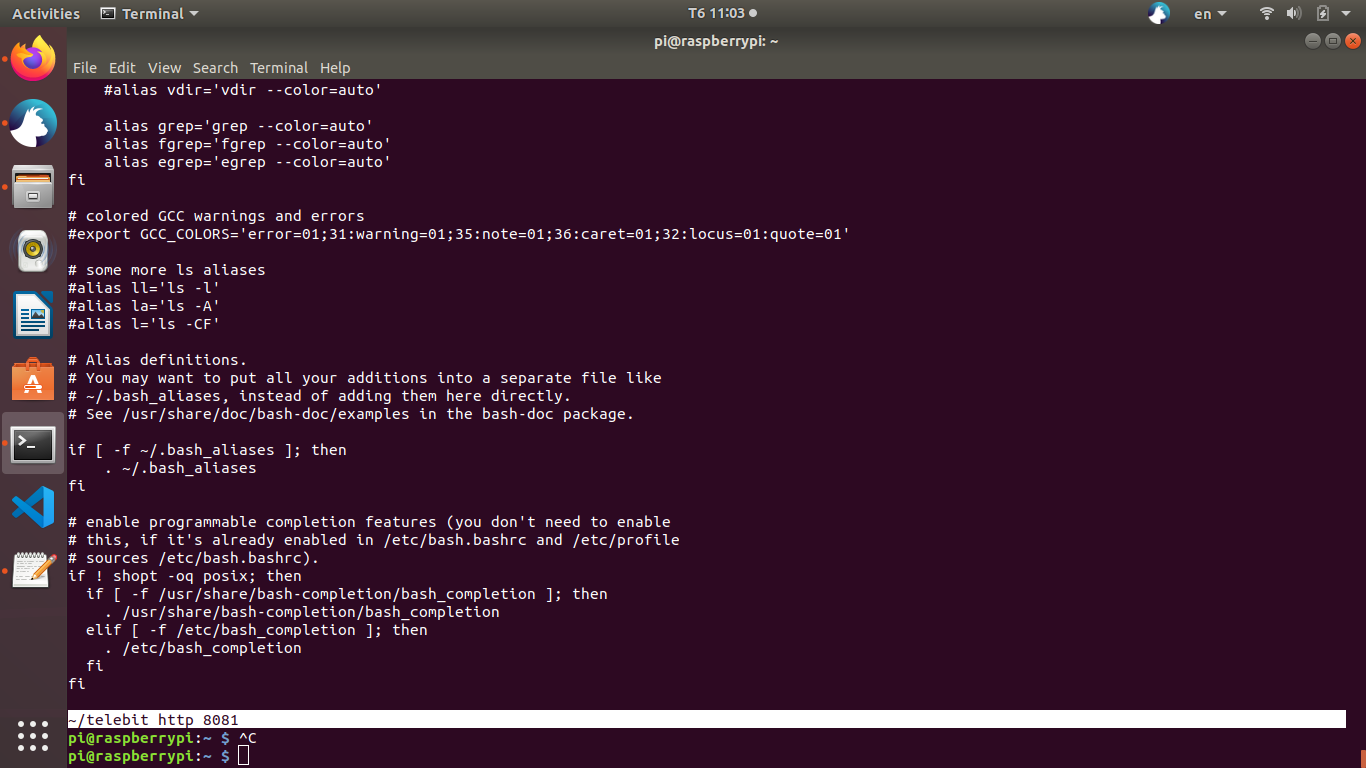 Activities Terminal T6 11:03 en
pi@raspberrypi: ~
File Edit View Search Terminal Help
    #alias vdir='vdir --color=auto'

    alias grep='grep --color=auto'
    alias fgrep='fgrep --color=auto'
    alias egrep='egrep --color=auto'
fi

# colored GCC warnings and errors
#export GCC_COLORS='error=01;31:warning=01;35:note=01;36:caret=01;32:locus=01:quote=01'

# some more ls aliases
#alias ll='ls -l'
#alias la='ls -A'
#alias l='ls -CF'

# Alias definitions.
# You may want to put all your additions into a separate file like
# ~/.bash_aliases, instead of adding them here directly.
# See /usr/share/doc/bash-doc/examples in the bash-doc package.

if [ -f ~/.bash_aliases ]; then
    . ~/.bash_aliases
fi

# enable programmable completion features (you don't need to enable
# this, if it's already enabled in /etc/bash.bashrc and /etc/profile
# sources /etc/bash.bashrc).
if ! shopt -oq posix; then
  if [ -f /usr/share/bash-completion/bash_completion ]; then
    . /usr/share/bash-completion/bash_completion
  elif [ -f /etc/bash_completion ]; then
    . /etc/bash_completion
  fi
fi

~/telebit http 8081
pi@raspberrypi:~ $ ^C
pi@raspberrypi:~ $